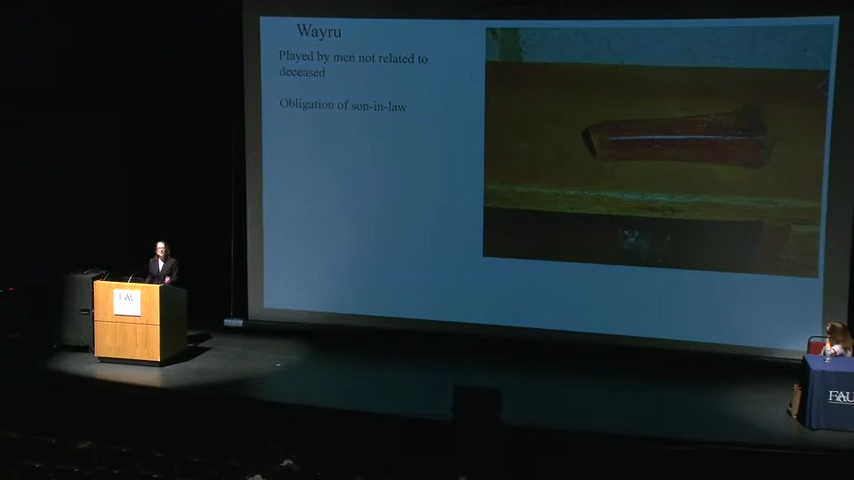 Wayru
Played by men not related to
deceased
Obligation of son-in-law
FAU
FAU